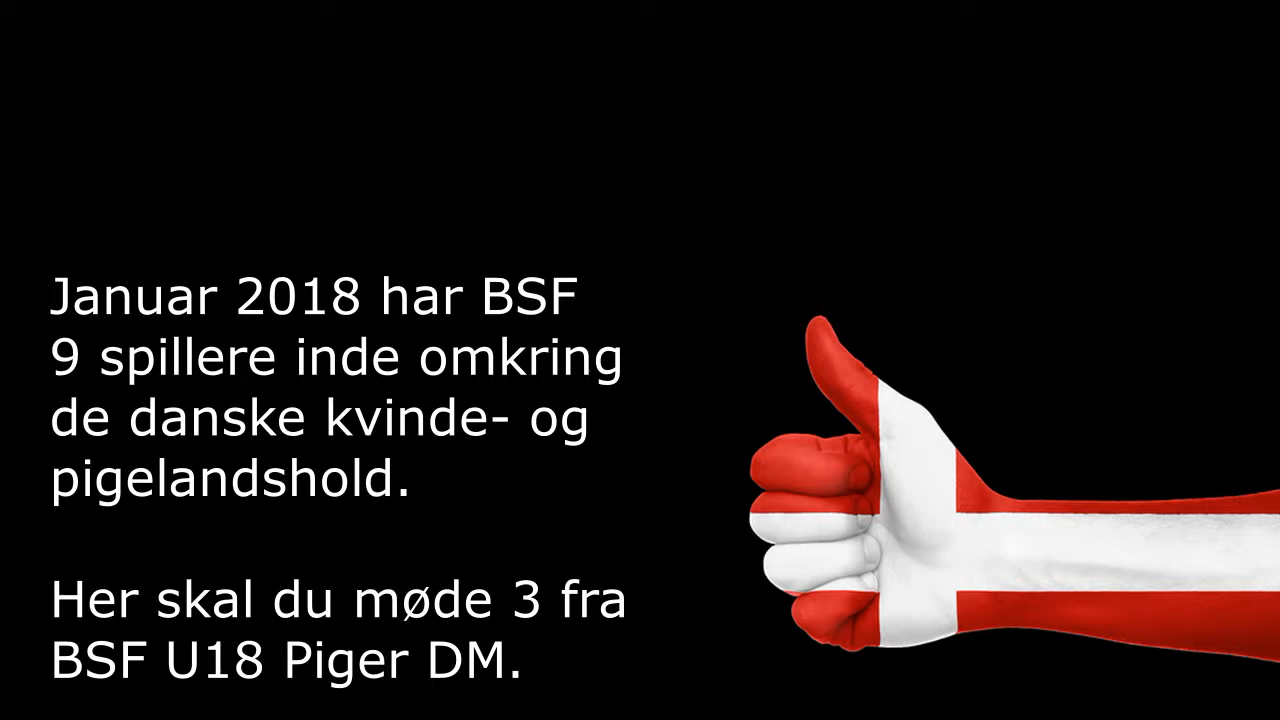 Januar 2018 har BSF
9 spillere inde omkring
de danske kvinde- og
pigelandshold.
Her skal du møde 3 fra
BSF U18 Piger DM.